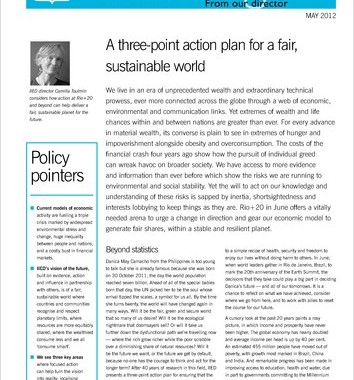 From our director
MAY 2012
A three-point action plan for a fair,
sustainable world
IIED director Camilla Toulmin
considers how action at Rio+20
and beyond can help deliver a
fair, sustainable planet for the
future.
We live in an era of unprecedented wealth and extraordinary technical
prowess, ever more connected across the globe through a web of economic,
environmental and communication links. Yet extremes of wealth and life
chances within and between nations are greater than ever. For every advance
in material wealth, its converse is plain to see in extremes of hunger and
impoverishment alongside obesity and overconsumption. The costs of the
financial crash four years ago show how the pursuit of individual greed
can wreak havoc on broader society. We have access to more evidence
and information than ever before which show the risks we are running to
environmental and social stability. Yet the will to act on our knowledge and
understanding of these risks is sapped by inertia, shortsightedness and
interests lobbying to keep things as they are. Rio+20 in June offers a vitally
needed arena to urge a change in direction and gear our economic model to
generate fair shares, within a stable and resilient planet.
Policy
pointers
Current models of economic
activity are fuelling a triple
crisis marked by widespread
environmental stress and
change, huge inequality
between people and nations,
and a costly bust in financial
markets.
IIED's vision of the future,
built on evidence, action
and influence in partnership
with others, is of a fair,
sustainable world where
countries and communities
recognise and respect
planetary limits, where
resources are more equitably
shared, where the wealthiest
consume less and we all
'consume smart'.
We see three key areas
where focused action
can help turn the vision
into reality: localising
Beyond statistics
Danica May Camacho from the Philippines is too young
to talk but she is already famous because she was born
on 30 October 2011, the day the world population
reached seven billion. Ahead of all of the special babies
born that day, the UN picked her to be the soul whose
arrival tipped the scales, a symbol for us all. By the time
she turns twenty, the world will have changed again in
many ways. Will it be the fair, green and secure world
that so many of us desire? Will it be the ecological
nightmare that doomsayers sell? Or will it take us
further down the dysfunctional path we're travelling now
— where the rich grow richer while the poor scrabble
over a diminishing share of natural resources? Will it
be the future we want, or the future we get by default,
because no one has the courage to think and act for the
longer term? After 40 years of research in this field, IIED
presents a three point action plan for ensuring that the
to a simple recipe of health, security and freedom to
enjoy our lives without doing harm to others. In June,
when world leaders gather in Rio de Janeiro, Brazil, to
mark the 20th anniversary of the Earth Summit, the
decisions that they take could play a big part in deciding
Danica's future — and all of our tomorrows. It is a
chance to reflect on what we have achieved, consider
where we go from here, and to work with allies to reset
the course for our future.
A cursory look at the past 20 years paints a rosy
picture, in which income and prosperity have never
been higher. The global economy has nearly doubled
and average income per head is up by 40 per cent.
An estimated 455 million people have moved out of
poverty, with growth most marked in Brazil, China
and India. And remarkable progress has been made in
improving access to education, health and water, due
in part to governments committing to the Millennium